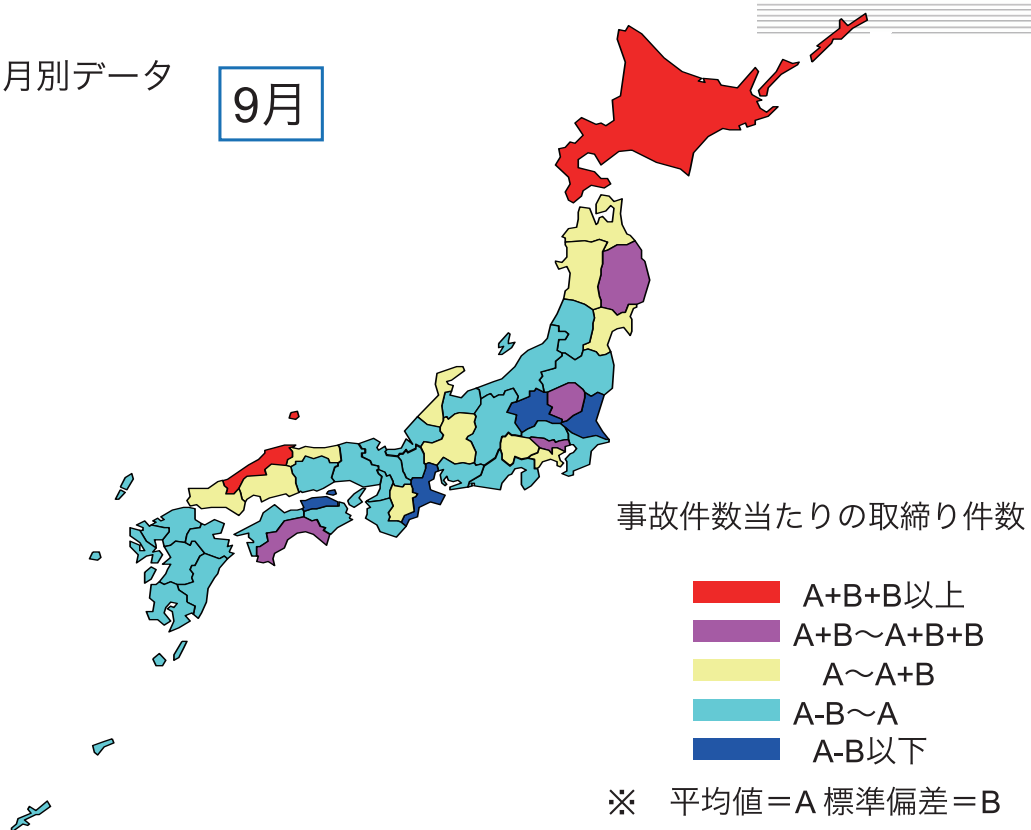 月別データ
9月
事故件数当たりの取締り件数
A+B+B以上
A+B～A+B+B
A～A+B
A-B～A
A-B以下
※ 平均値＝A 標準偏差＝B